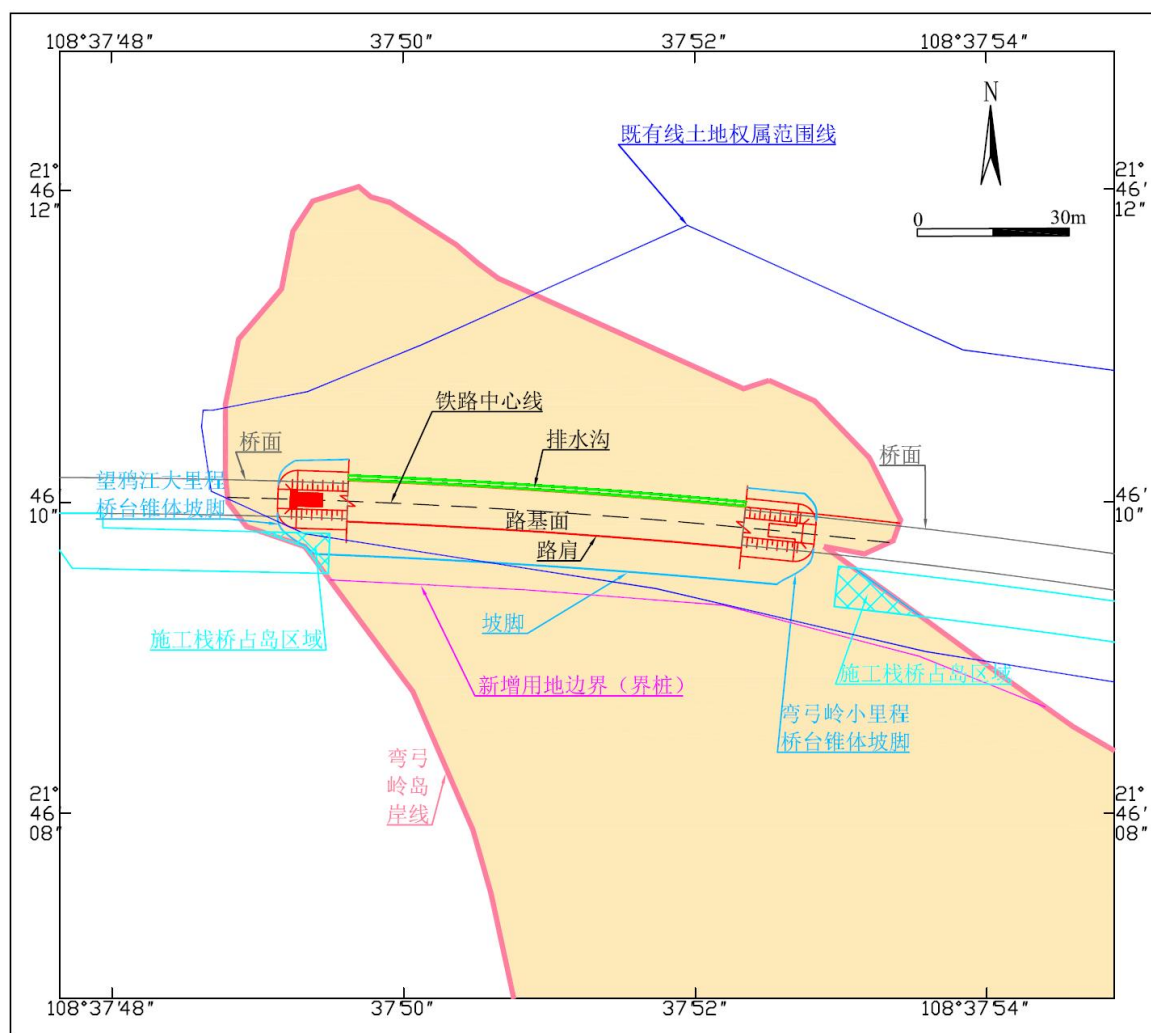 108°37′48″
37′50″
37′52″
108°37′54″
N
既有线土地权属范围线
21°
46′
12″
21°
46′
12″
0
30m
铁路中心线
排水沟
桥面
桥面
望鸦江大里程
桥台锥体坡脚
46′
10″
46′
10″
路基面
路肩
坡脚
施工栈桥占岛区域
施工栈桥占岛区域
新增用地边界（界桩）
弯弓岭小里程
桥台锥体坡脚
弯弓
岭岛
岸线
21°
46′
08″
21°
46′
08″
108°37′48″
37′50″
37′52″
108°37′54″